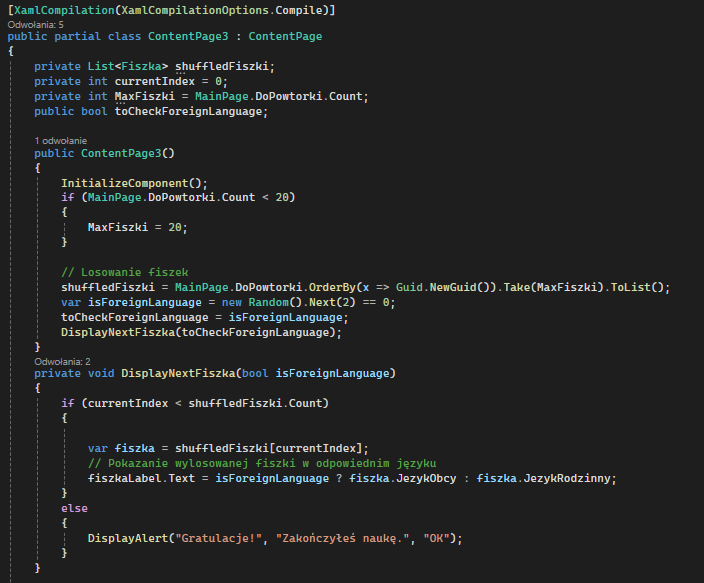 [XamlCompilation(XamlCompilationOptions.Compile)]
Odwołania: 5
public partial class ContentPage3 : ContentPage
{
private List<Fiszka> shuffledFiszki;
private int currentIndex = 0;
private int MaxFiszki = MainPage.DoPowtorki.Count;
public bool toCheckForeignLanguage;
1 odwołanie
public ContentPage3()
{
InitializeComponent();
if (MainPage.DoPowtorki.Count < 20)
{
MaxFiszki = 20;
}
// Losowanie fiszek
shuffledFiszki = MainPage.DoPowtorki.OrderBy(x => Guid.NewGuid()).Take(MaxFiszki).ToList();
var isForeignLanguage = new Random().Next(2) == 0;
toCheckForeignLanguage = isForeignLanguage;
DisplayNextFiszka(toCheckForeignLanguage);
}
Odwołania: 2
private void DisplayNextFiszka(bool isForeignLanguage)
{
if (currentIndex < shuffledFiszki.Count)
{
var fiszka = shuffledFiszki[currentIndex];
// Pokazanie wylosowanej fiszki w odpowiednim języku
fiszkaLabel.Text = isForeignLanguage ? fiszka.JezykObcy : fiszka.JezykRodzinny;
}
else
{
DisplayAlert("Gratulacje!", "Zakończyłeś naukę.", "OK");
}
}